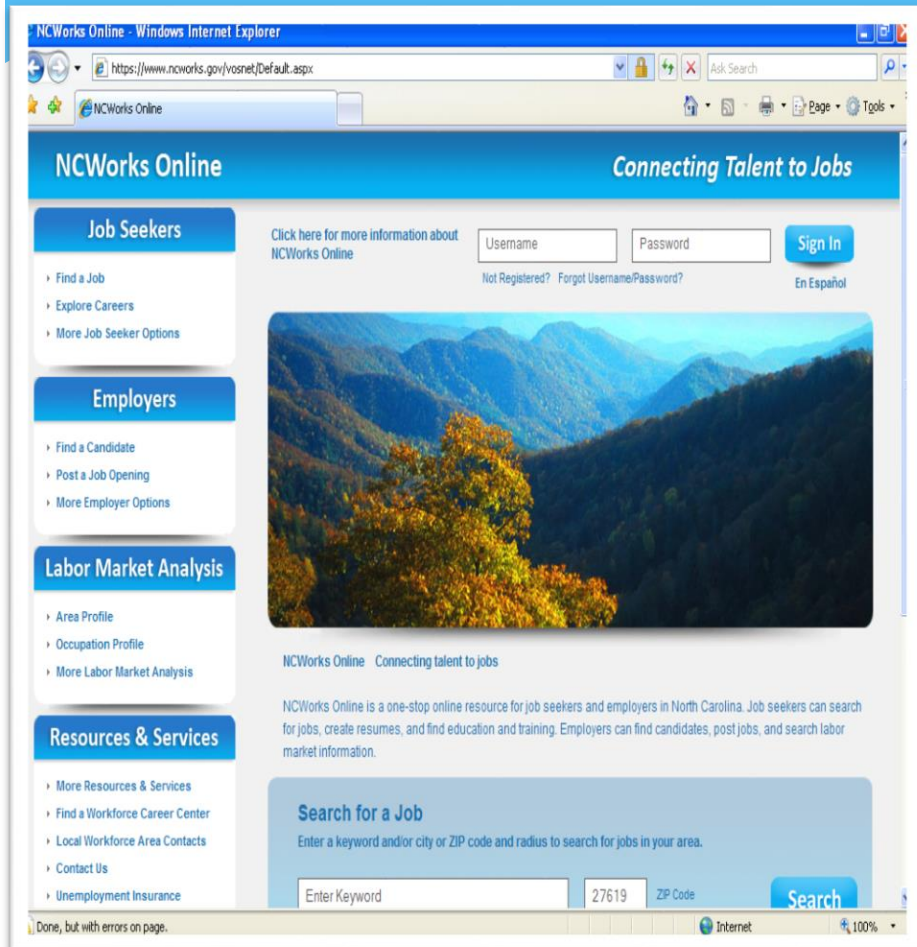 NCWorks Online - Windows Internet Explorer
https://www.ncworks.gov/vosnet/Default.aspx
Ask Search
NCWorks Online
Page
Tools
NCWorks Online
Connecting Talent to Jobs
Job Seekers
Find a Job
Explore Careers
More Job Seeker Options
Employers
Find a Candidate
Post a Job Opening
More Employer Options
Labor Market Analysis
Area Profile
Occupation Profile
More Labor Market Analysis
Resources & Services
More Resources & Services
Find a Workforce Career Center
Local Workforce Area Contacts
Contact Us
Unemployment Insurance
Click here for more information about
NCWorks Online
Username
Password
Sign In
Not Registered? Forgot Username/Password?
En Español
NCWorks Online Connecting talent to jobs
NCWorks Online is a one-stop online resource for job seekers and employers in North Carolina. Job seekers can search
for jobs, create resumes, and find education and training. Employers can find candidates, post jobs, and search labor
market information.
Search for a Job
Enter a keyword and/or city or ZIP code and radius to search for jobs in your area.
Enter Keyword
27619
ZIP Code
Search
Done, but with errors on page.
Internet
100%